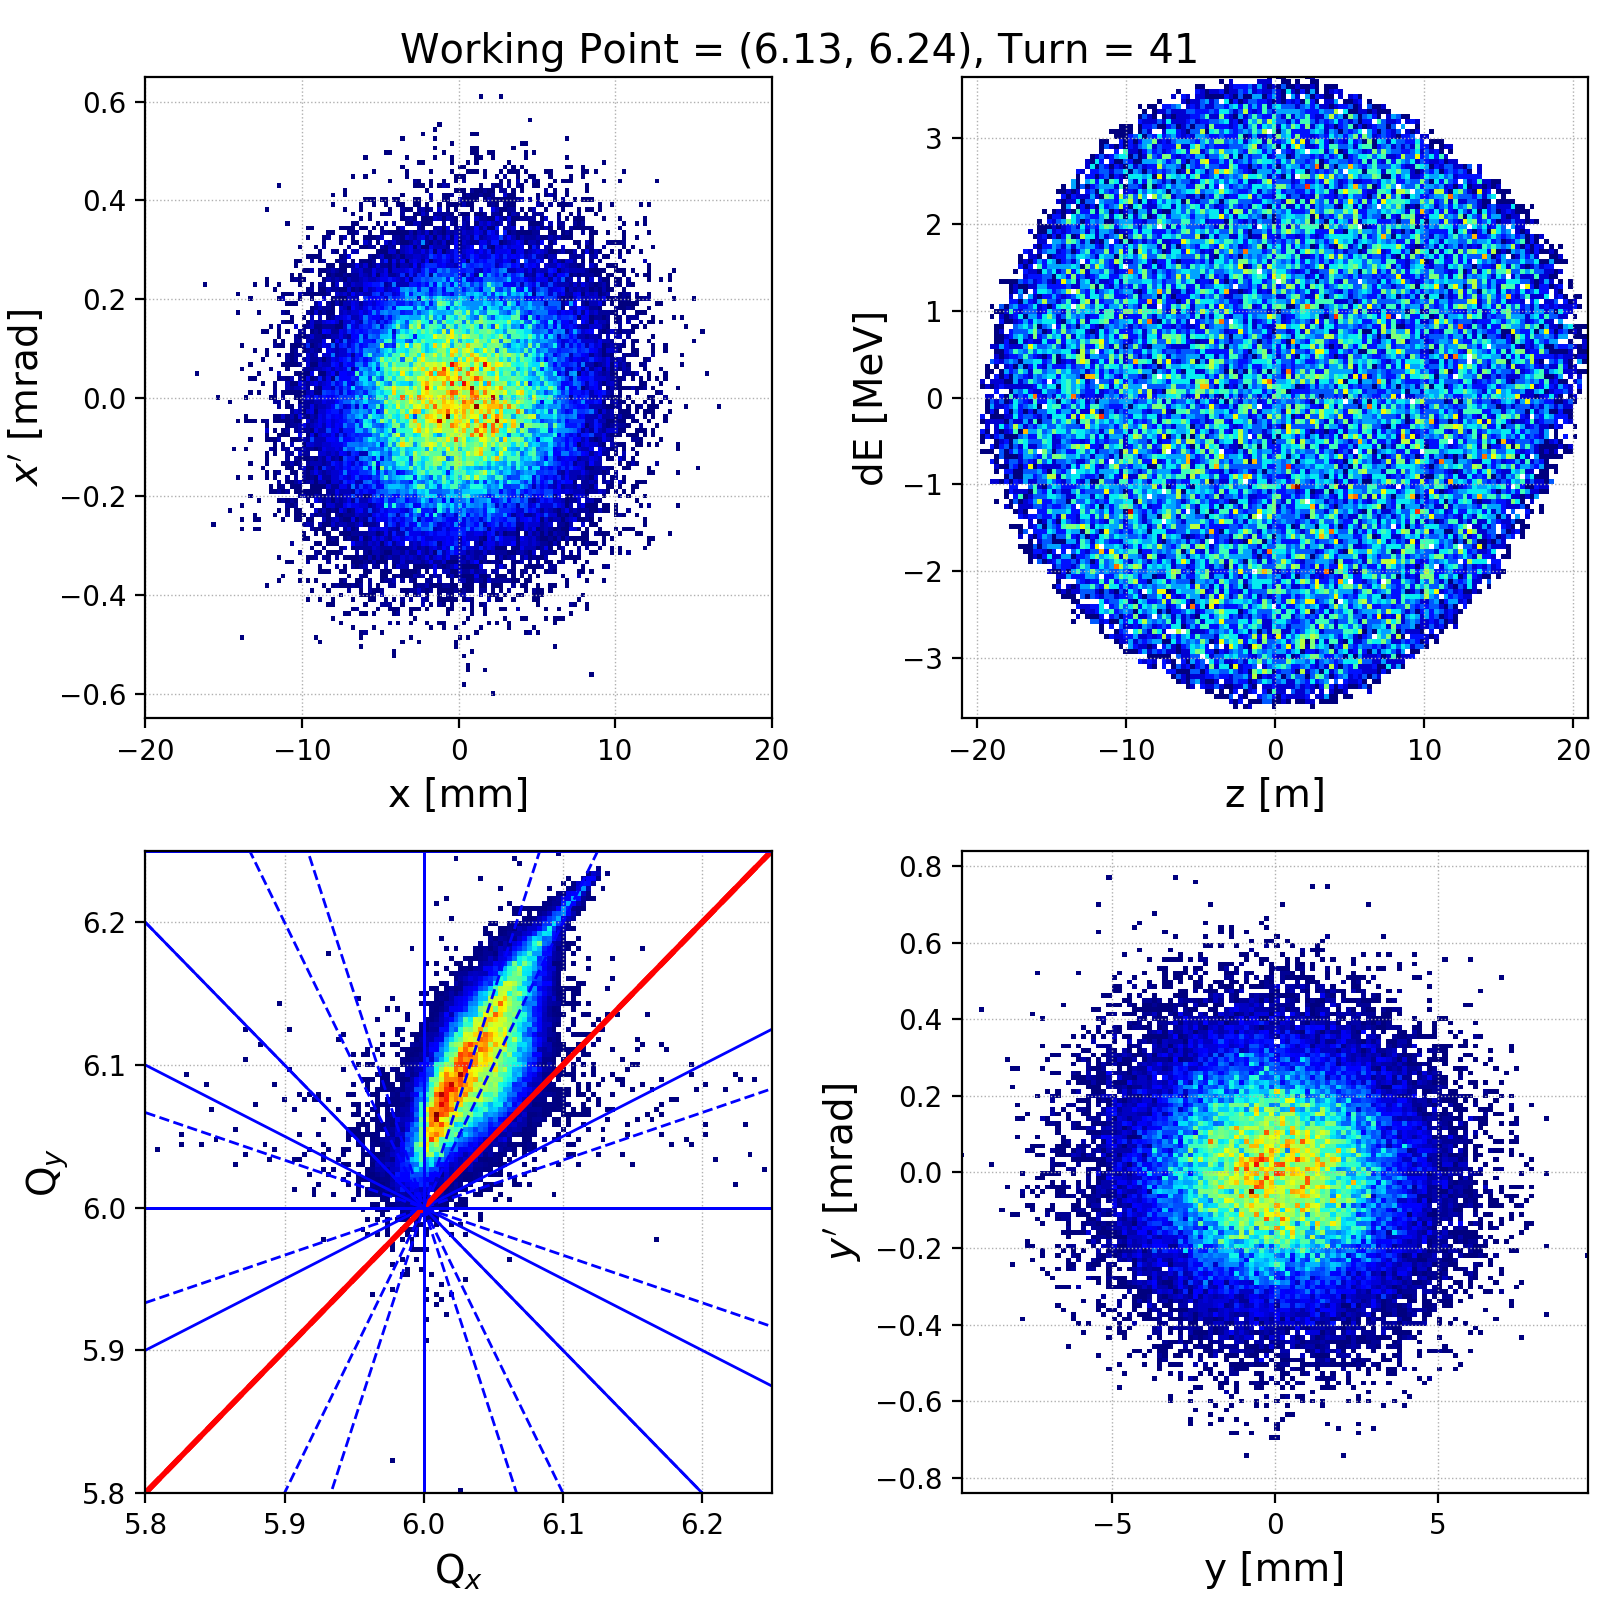 Working Point = (6.13, 6.24), Turn = 41
0.6
0.4
0.2
0.0
−0.2
−0.4
−0.6
x′ [mrad]
−20 −10 0 10 20
x [mm]
3
2
1
0
−1
−2
−3
dE [MeV]
−20 −10 0 10 20
z [m]
6.2
6.1
6.0
5.9
5.8
Qy
5.8 5.9 6.0 6.1 6.2
Qx
0.8
0.6
0.4
0.2
0.0
−0.2
−0.4
−0.6
−0.8
y′ [mrad]
−5 0 5
y [mm]